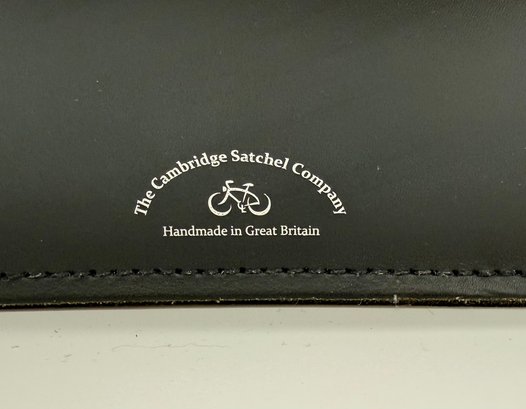 The Cambridge Satchel Company
Handmade in Great Britain